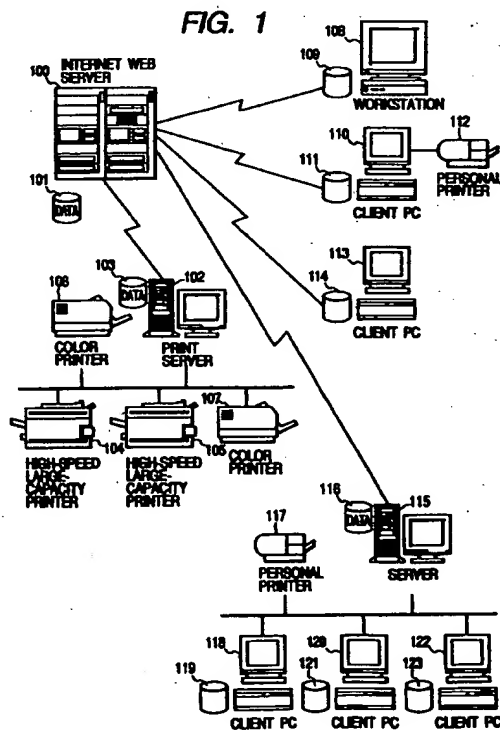 FIG. 1
100
INTERNET WEB
SERVER
101
DATA
108
109
WORKSTATION
110
112
111
CLIENT PC
PERSONAL
PRINTER
113
114
CLIENT PC
103
102
DATA
106
COLOR
PRINTER
PRINT
SERVER
104
HIGH-SPEED
LARGE-
CAPACITY
PRINTER
105
HIGH-SPEED
LARGE-
CAPACITY
PRINTER
107
COLOR
PRINTER
116
115
DATA
SERVER
117
PERSONAL
PRINTER
118
119
CLIENT PC
120
121
CLIENT PC
122
123
CLIENT PC